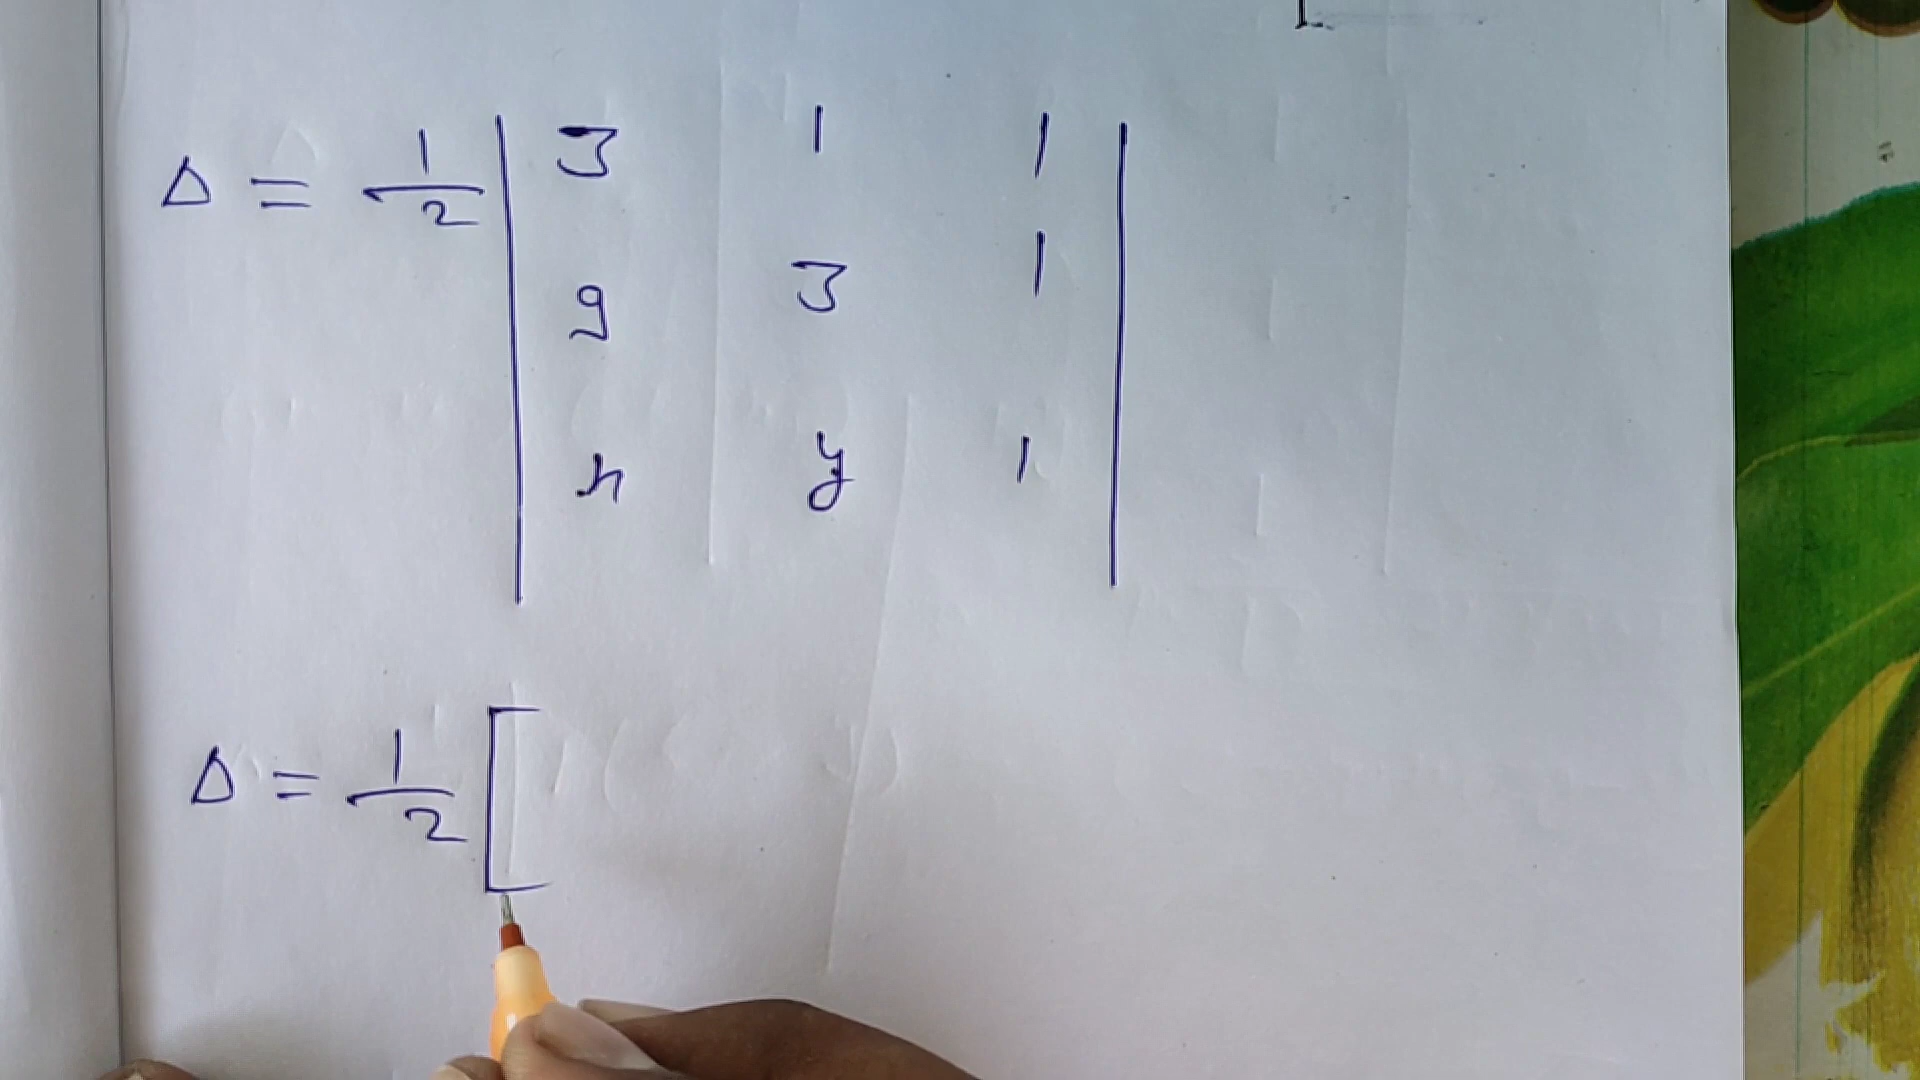 Δ = 1/2 | 3 1 1 |
| 9 3 1 |
| x y 1 |
Δ = 1/2 [